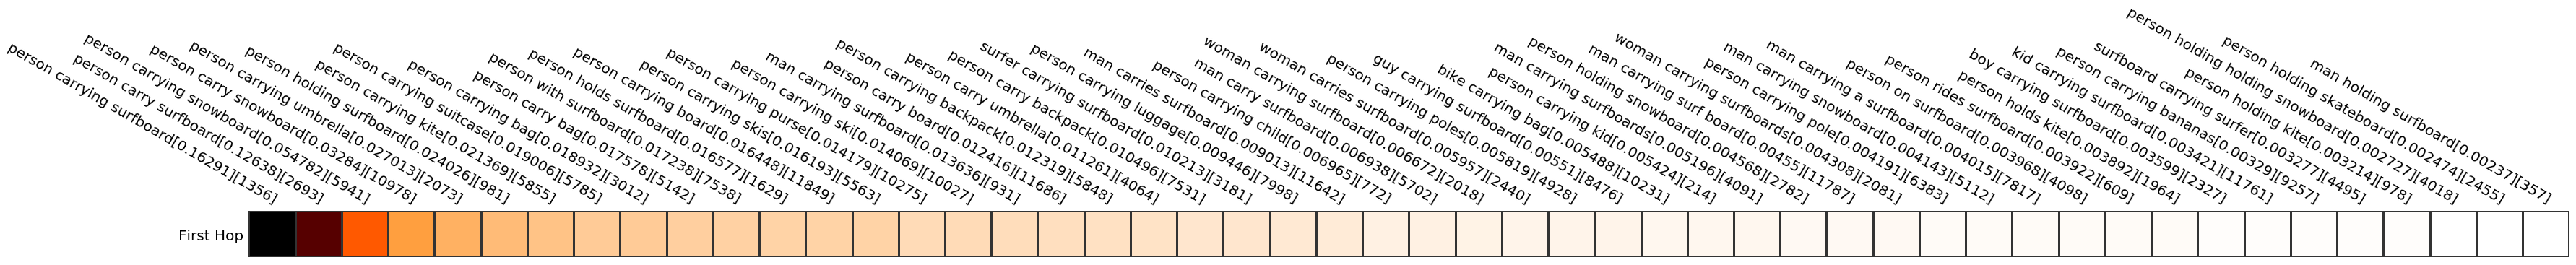 person carrying surfboard[0.16291][1356]
person carry surfboard[0.12638][2693]
person carrying snowboard[0.054782][5941]
person carry snowboard[0.03284][10978]
person carrying umbrella[0.027013][2073]
person holding surfboard[0.024026][981]
person carrying kite[0.021369][5855]
person carrying suitcase[0.019006][5785]
person carrying bag[0.018932][3012]
person carry bag[0.017578][5142]
person with surfboard[0.017238][7538]
person holds surfboard[0.016577][1629]
person carrying board[0.016448][11849]
person carrying skis[0.016193][5563]
person carrying purse[0.014179][10275]
person carrying ski[0.014069][10027]
man carrying surfboard[0.013636][931]
person carry board[0.012416][11686]
person carrying backpack[0.012319][5848]
person carry umbrella[0.01126][4064]
person carry backpack[0.010496][7531]
surfer carrying surfboard[0.010213][3181]
person carrying luggage[0.009446][7998]
man carries surfboard[0.009013][11642]
person carrying child[0.006965][772]
man carry surfboard[0.006938][5702]
woman carrying surfboard[0.006672][2018]
woman carries surfboard[0.005957][2440]
person carrying poles[0.005819][4928]
guy carrying surfboard[0.005551][8476]
bike carrying bag[0.005488][10231]
person carrying kid[0.005424][214]
man carrying surfboards[0.005196][4091]
person holding snowboard[0.004568][2782]
man carrying surf board[0.004551][11787]
woman carrying surfboards[0.004308][2081]
person carrying pole[0.004191][6383]
man carrying snowboard[0.004143][5112]
man carrying a surfboard[0.004015][7817]
person on surfboard[0.003968][4098]
person rides surfboard[0.003922][609]
person holds kite[0.003892][1964]
boy carrying surfboard[0.003599][2327]
kid carrying surfboard[0.003421][11761]
person carrying bananas[0.00329][9257]
surfboard carrying surfer[0.003277][4495]
person holding kite[0.003214][978]
person holding holding snowboard[0.002727][4018]
person holding skateboard[0.002474][2455]
man holding surfboard[0.00237][357]
First Hop